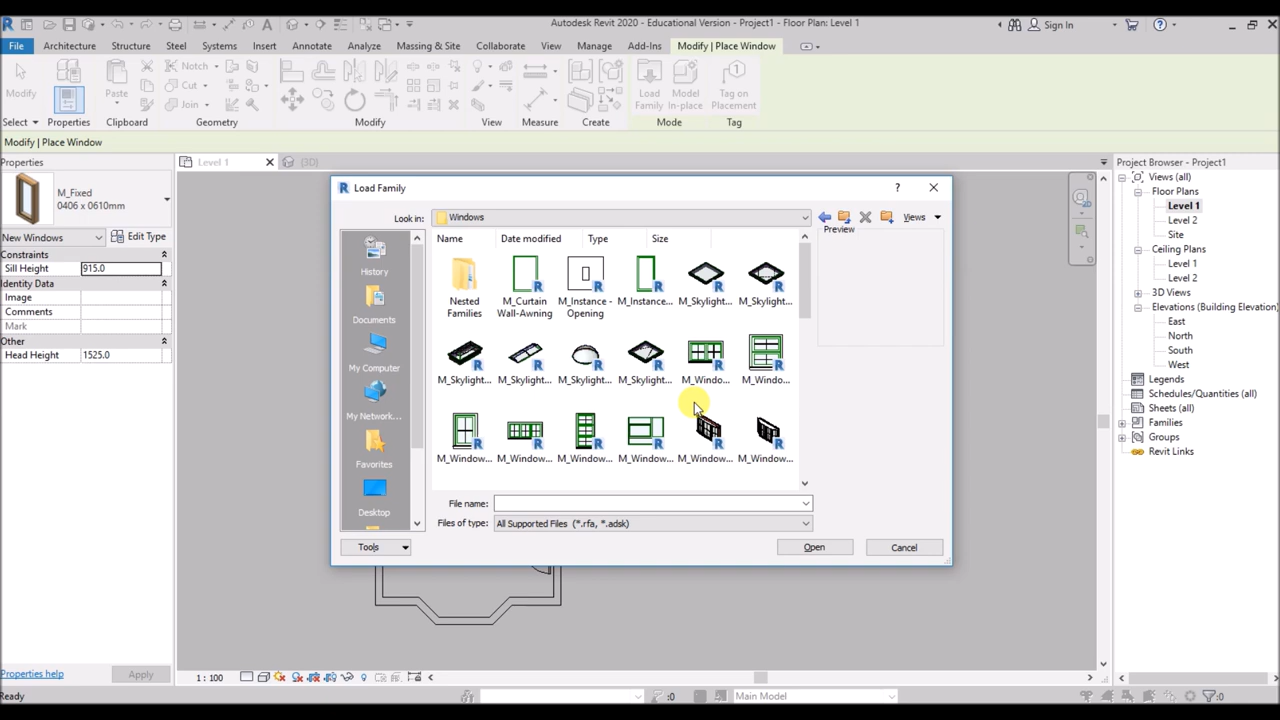 Autodesk Revit 2020 - Educational Version - Project1 - Floor Plan: Level 1
Sign In
File Architecture Structure Steel Systems Insert Annotate Analyze Massing & Site Collaborate View Manage Add-Ins Modify | Place Window
Modify
Paste
Notch
Cut
Join
Load Family
Model In-place
Tag on Placement
Select Properties Clipboard Geometry Modify View Measure Create Mode Tag
Modify | Place Window
Properties
M_Fixed
0406 x 0610mm
New Windows Edit Type
Constraints
Sill Height 915.0
Identity Data
Image
Comments
Mark
Other
Head Height 1525.0
Properties help Apply
Level 1 {3D}
Load Family
Look in: Windows Views
History
Documents
My Computer
My Network...
Favorites
Desktop
Name Date modified Type Size
Nested Families
M_Curtain Wall-Awning
M_Instance - Opening
M_Instance...
M_Skylight...
M_Skylight...
M_Skylight... M_Skylight... M_Skylight... M_Skylight... M_Windo... M_Windo...
M_Window... M_Window... M_Window... M_Window... M_Window... M_Window...
Preview
File name:
Files of type: All Supported Files (*.rfa, *.adsk)
Tools Open Cancel
Project Browser - Project1
Views (all)
Floor Plans
Level 1
Level 2
Site
Ceiling Plans
Level 1
Level 2
3D Views
Elevations (Building Elevation)
East
North
South
West
Legends
Schedules/Quantities (all)
Sheets (all)
Families
Groups
Revit Links
1 : 100
Ready
:0
Main Model
:0